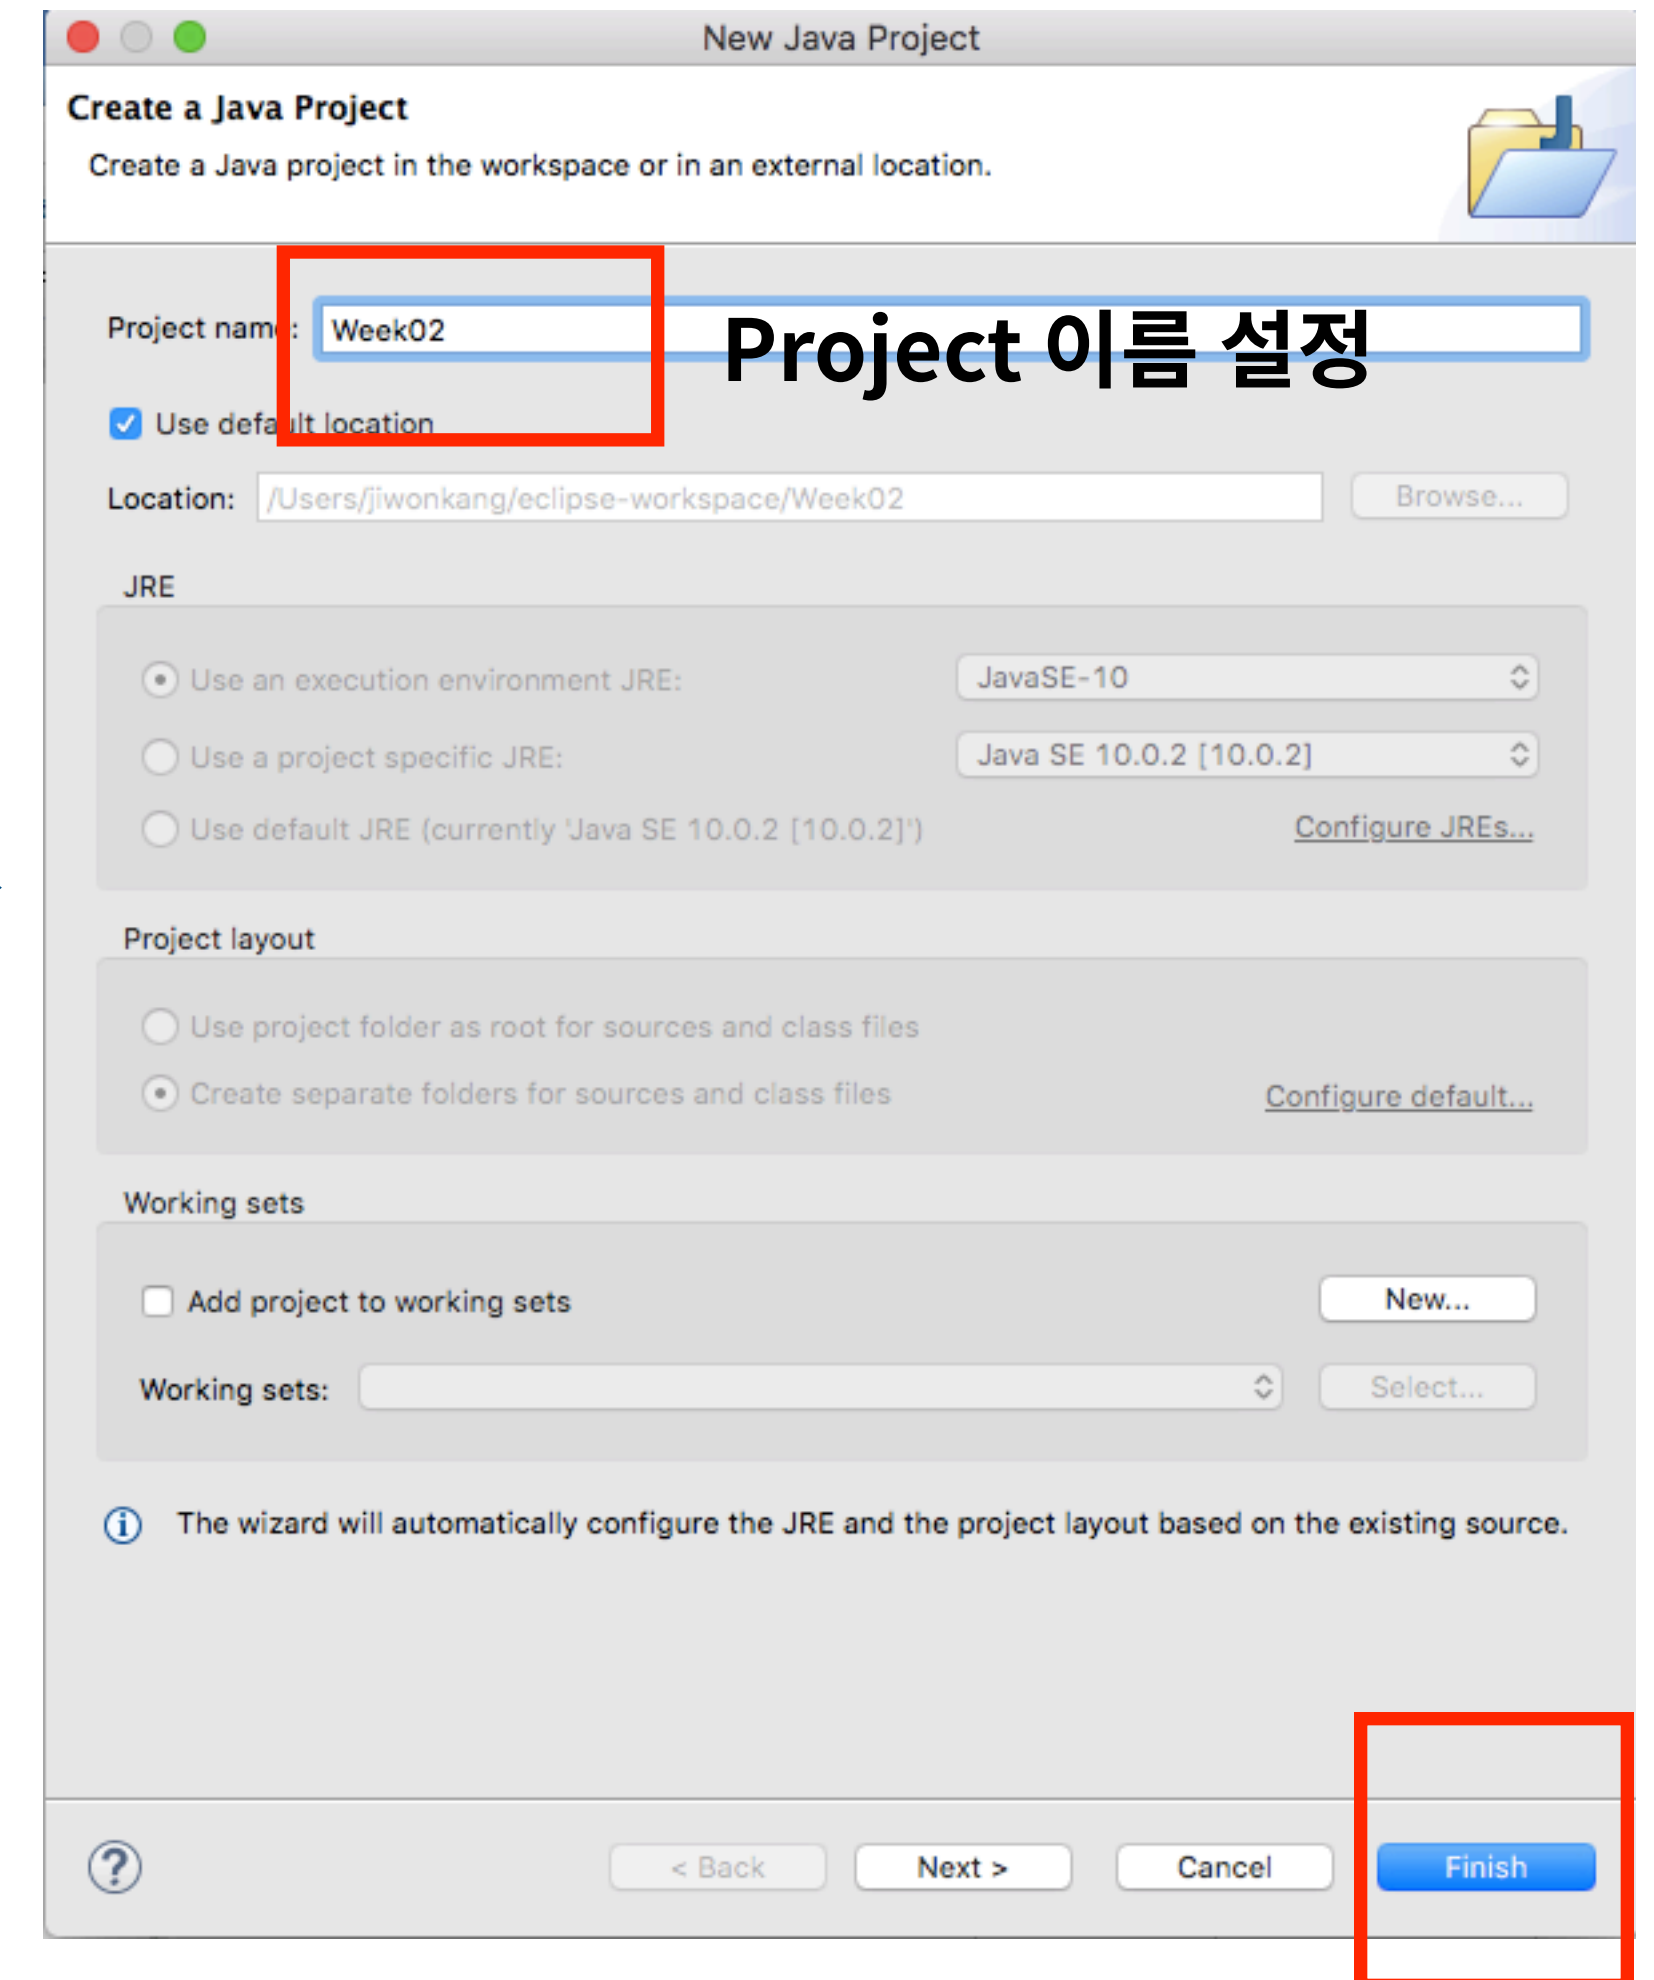 New Java Project
Create a Java Project
Create a Java project in the workspace or in an external location.
Project name: Week02
Project 이름 설정
Use default location
Location: /Users/jiwonkang/eclipse-workspace/Week02 Browse...
JRE
Use an execution environment JRE: JavaSE-10
Use a project specific JRE: Java SE 10.0.2 [10.0.2]
Use default JRE (currently 'Java SE 10.0.2 [10.0.2]') Configure JREs...
Project layout
Use project folder as root for sources and class files
Create separate folders for sources and class files Configure default...
Working sets
Add project to working sets New...
Working sets: Select...
The wizard will automatically configure the JRE and the project layout based on the existing source.
< Back Next > Cancel Finish